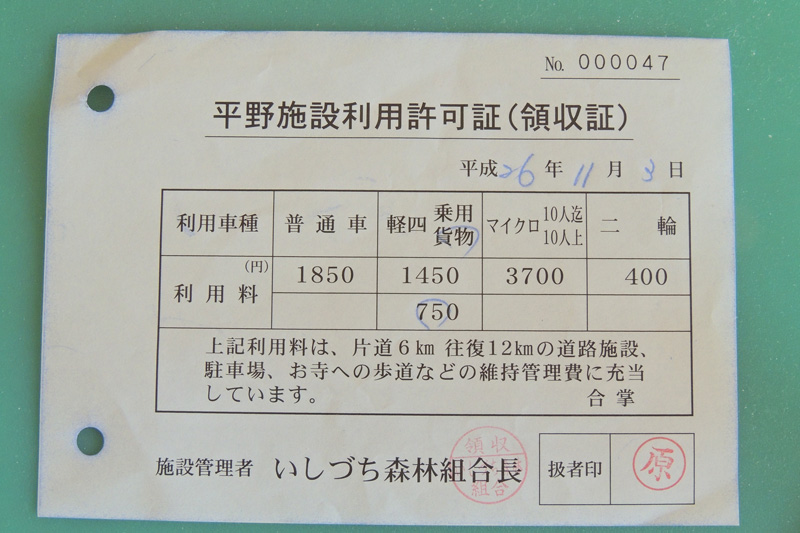 No. 000047
平野施設利用許可証(領収証)
平成26年11月3日
利用車種 普通車 軽四 乗用 貨物 マイクロ 10人迄 10人上 二輪
利用料 (円) 1850 1450 3700 400
750
上記利用料は、片道6km 往復12kmの道路施設、
駐車場、お寺への歩道などの維持管理費に充当
しています。 合掌
施設管理者 いしづち森林組合長 扱者印 原
領収
組合